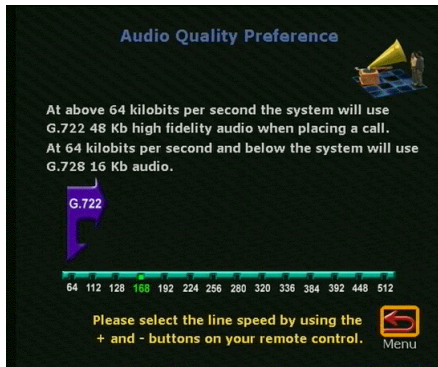 Audio Quality Preference
At above 64 kilobits per second the system will use
G.722 48 Kb high fidelity audio when placing a call.
At 64 kilobits per second and below the system will use
G.728 16 Kb audio.
G.722
64 112 128 168 192 224 256 280 320 336 384 392 448 512
Please select the line speed by using the
+ and - buttons on your remote control.
Menu